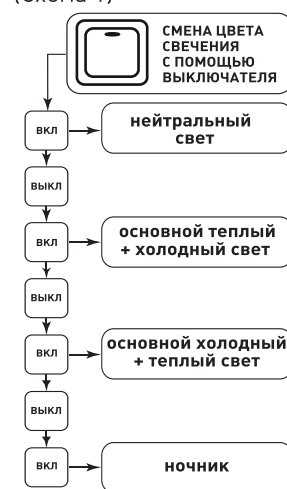 (Схема 1)
СМЕНА ЦВЕТА
СВЕЧЕНИЯ
С ПОМОЩЬЮ
ВЫКЛЮЧАТЕЛЯ
ВКЛ
нейтральный
свет
ВЫКЛ
ВКЛ
основной теплый
+ холодный свет
ВЫКЛ
ВКЛ
основной холодный
+ теплый свет
ВЫКЛ
ВКЛ
ночник